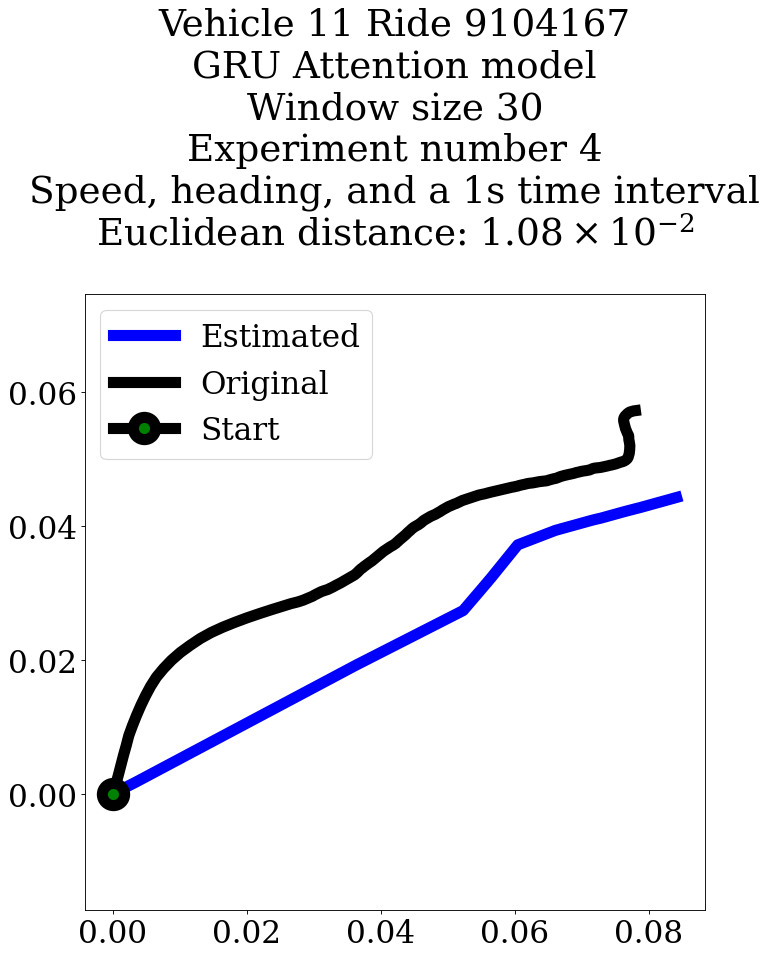 Vehicle 11 Ride 9104167
GRU Attention model
Window size 30
Experiment number 4
Speed, heading, and a 1s time interval
Euclidean distance: 1.08 × 10⁻²
Estimated
Original
Start
0.06
0.04
0.02
0.00
0.00 0.02 0.04 0.06 0.08